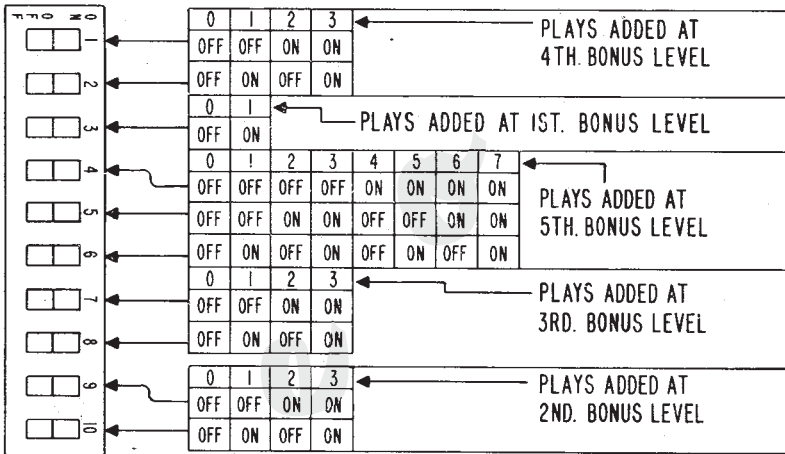 ON OFF
0 1 2 3
PLAYS ADDED AT
4TH. BONUS LEVEL
1 OFF OFF ON ON
2 OFF ON OFF ON
0 1
PLAYS ADDED AT 1ST. BONUS LEVEL
3 OFF ON
0 1 2 3 4 5 6 7
4 OFF OFF OFF OFF ON ON ON ON
PLAYS ADDED AT
5TH. BONUS LEVEL
5 OFF OFF ON ON OFF OFF ON ON
6 OFF ON OFF ON OFF ON OFF ON
0 1 2 3
PLAYS ADDED AT
3RD. BONUS LEVEL
7 OFF OFF ON ON
8 OFF ON OFF ON
0 1 2 3
PLAYS ADDED AT
2ND. BONUS LEVEL
9 OFF OFF ON ON
10 OFF ON OFF ON